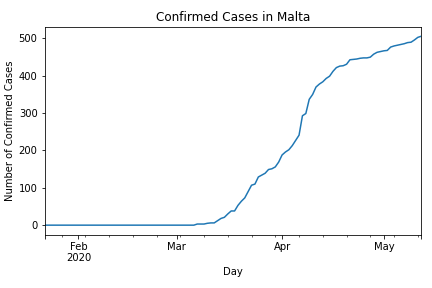 Confirmed Cases in Malta
Number of Confirmed Cases
500
400
300
200
100
0
Feb
2020
Mar
Apr
May
Day